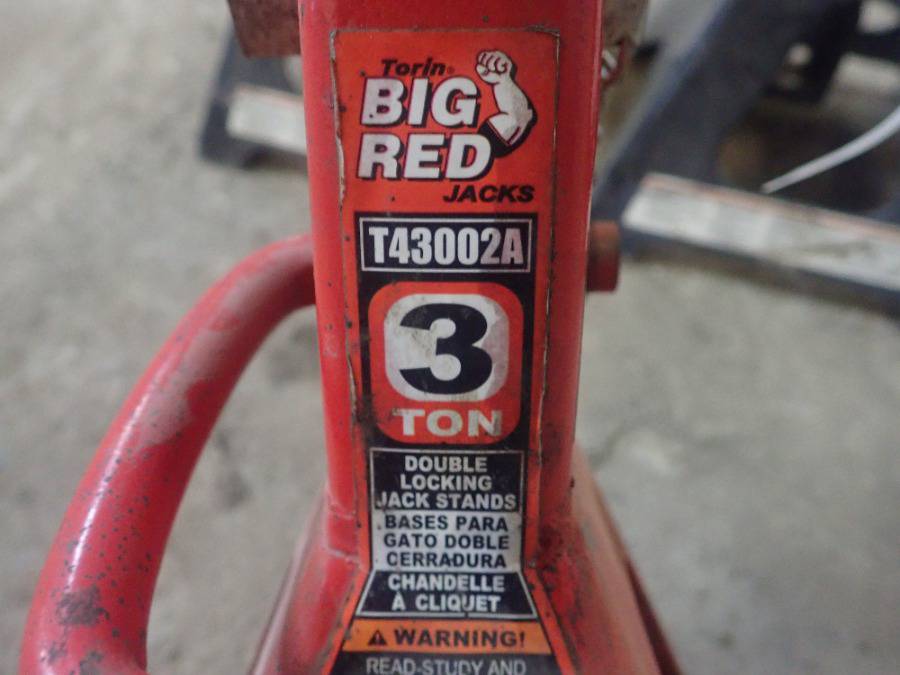 Torin®
BIG
RED
JACKS
T43002A
3
TON
DOUBLE
LOCKING
JACK STANDS
BASES PARA
GATO DOBLE
CERRADURA
CHANDELLE
À CLIQUET
WARNING!
READ-STUDY AND